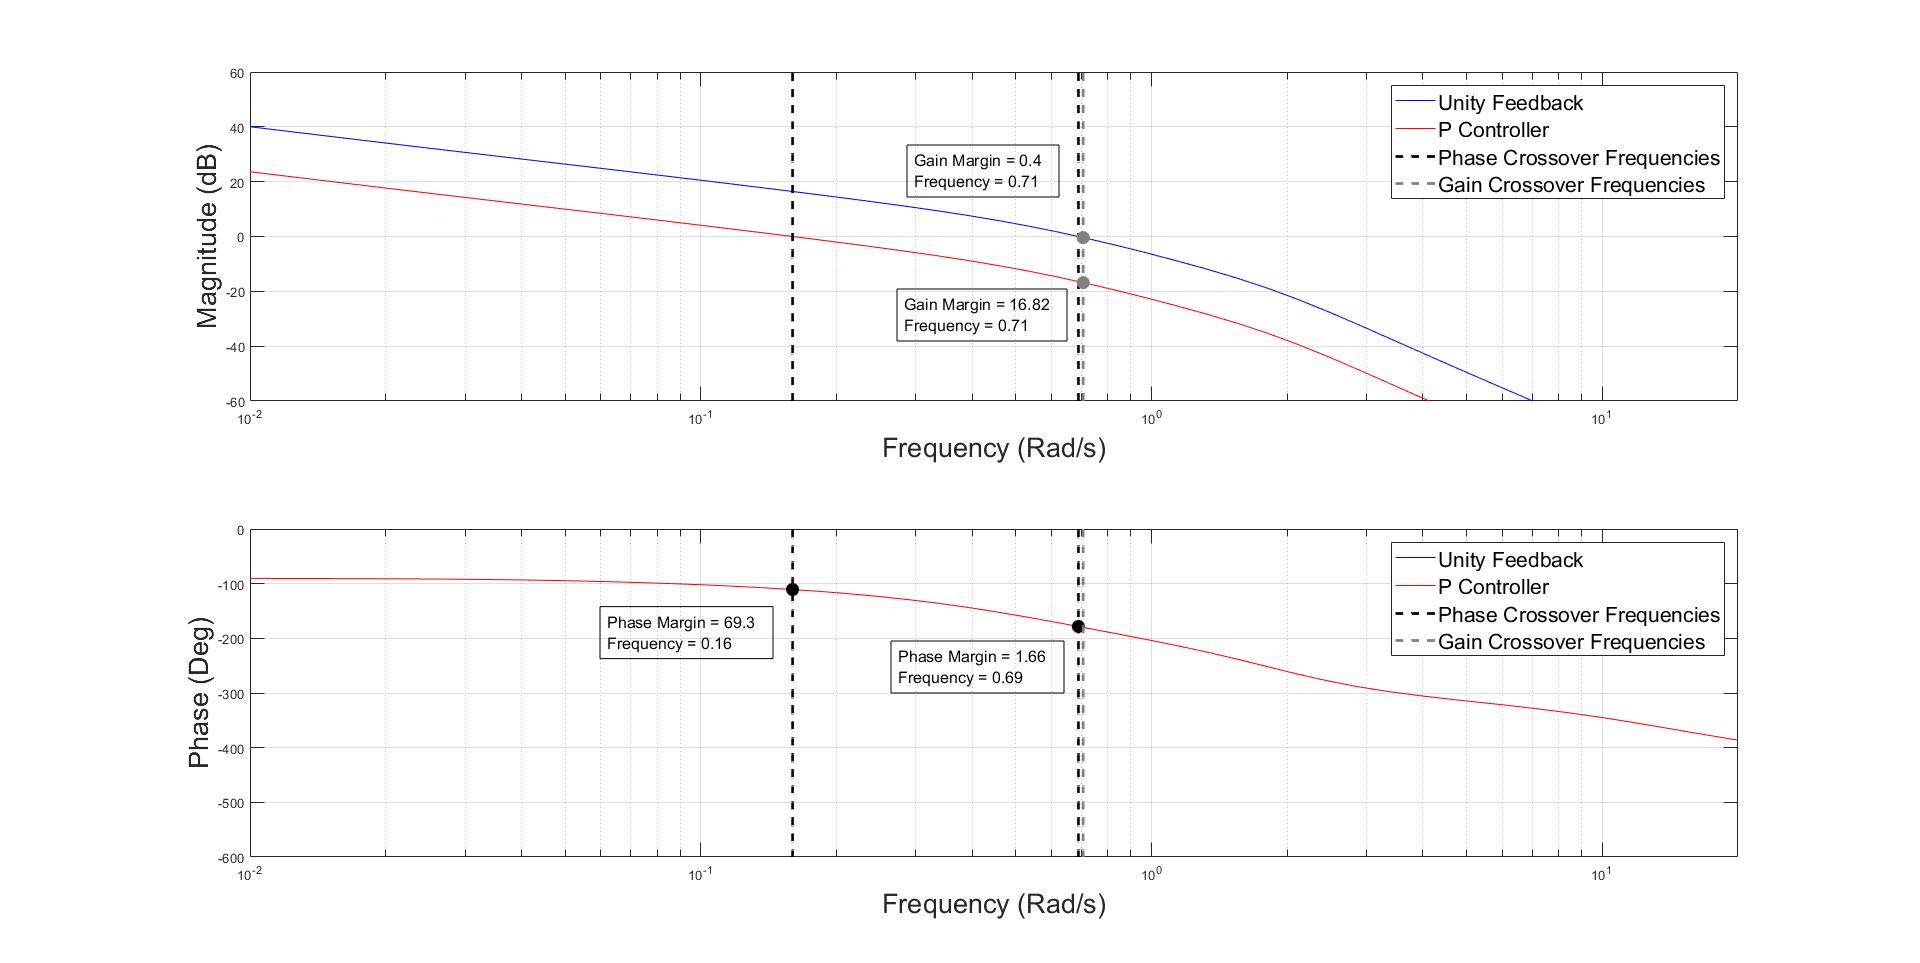 60
40
20
0
-20
-40
-60
Magnitude (dB)
Gain Margin = 0.4
Frequency = 0.71
Gain Margin = 16.82
Frequency = 0.71
Unity Feedback
P Controller
Phase Crossover Frequencies
Gain Crossover Frequencies
10^-2
10^-1
10^0
10^1
Frequency (Rad/s)
0
-100
-200
-300
-400
-500
-600
Phase (Deg)
Phase Margin = 69.3
Frequency = 0.16
Phase Margin = 1.66
Frequency = 0.69
Unity Feedback
P Controller
Phase Crossover Frequencies
Gain Crossover Frequencies
10^-2
10^-1
10^0
10^1
Frequency (Rad/s)